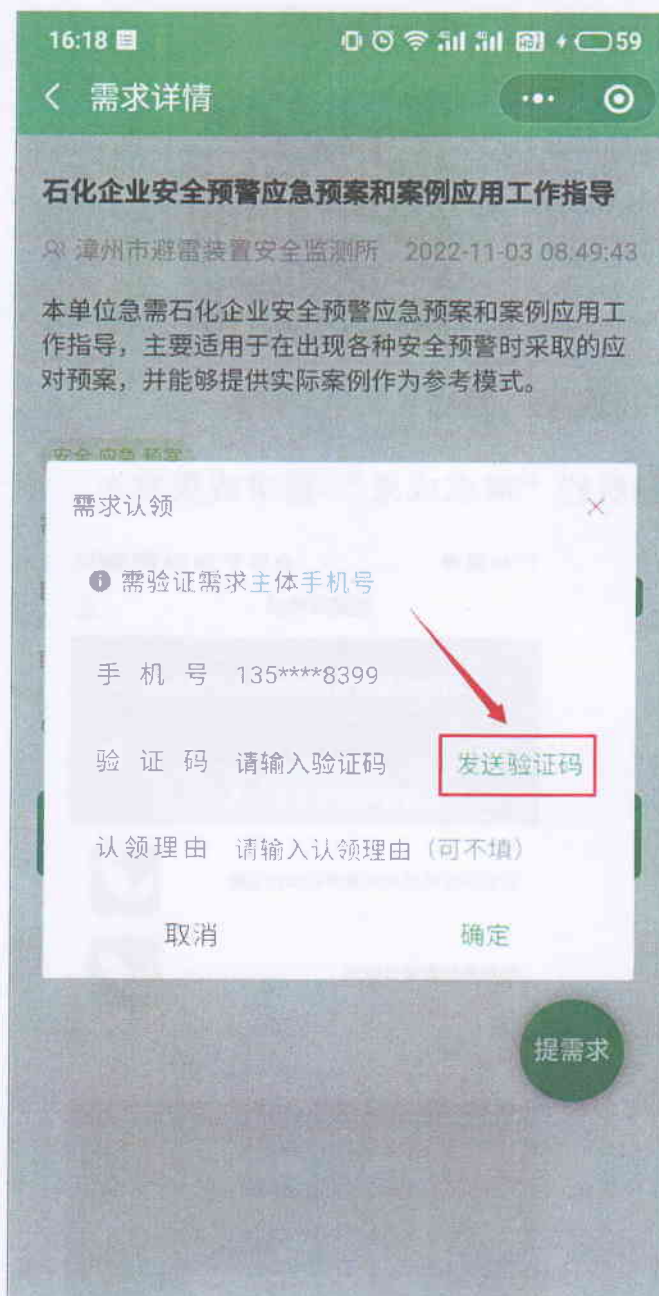 16:18
59
需求详情
石化企业安全预警应急预案和案例应用工作指导
漳州市避雷装置安全监测所 2022-11-03 08:49:43
本单位急需石化企业安全预警应急预案和案例应用工
作指导，主要适用于在出现各种安全预警时采取的应
对预案，并能够提供实际案例作为参考模式。
安全 应急 预案
需求认领
需验证需求主体手机号
手机号 135****8399
验证码 请输入验证码 发送验证码
认领理由 请输入认领理由（可不填）
取消 确定
提需求